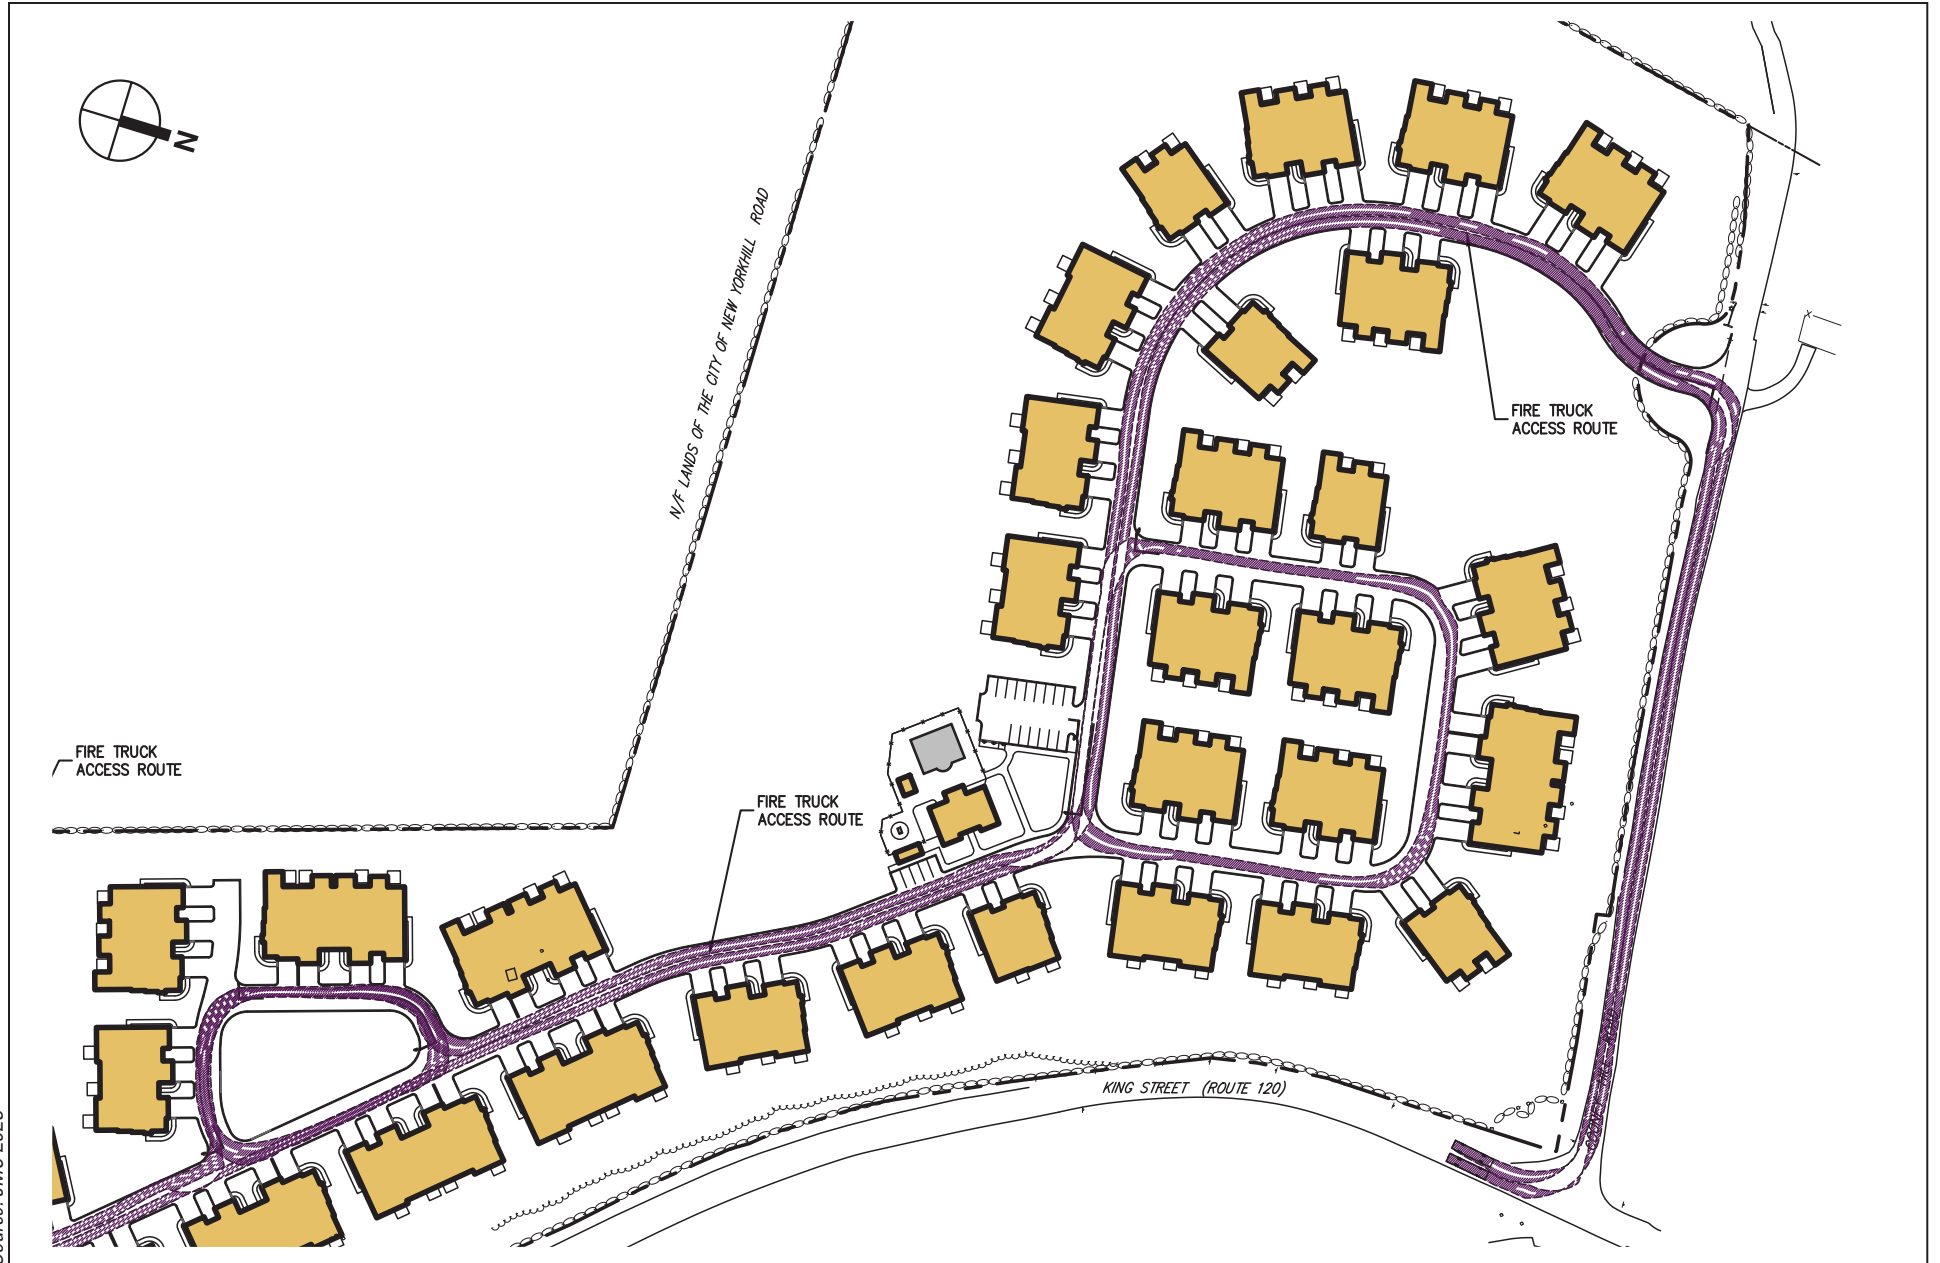 N
N/F LANDS OF THE CITY OF NEW YORKHILL ROAD
FIRE TRUCK
ACCESS ROUTE
FIRE TRUCK
ACCESS ROUTE
FIRE TRUCK
ACCESS ROUTE
KING STREET (ROUTE 120)